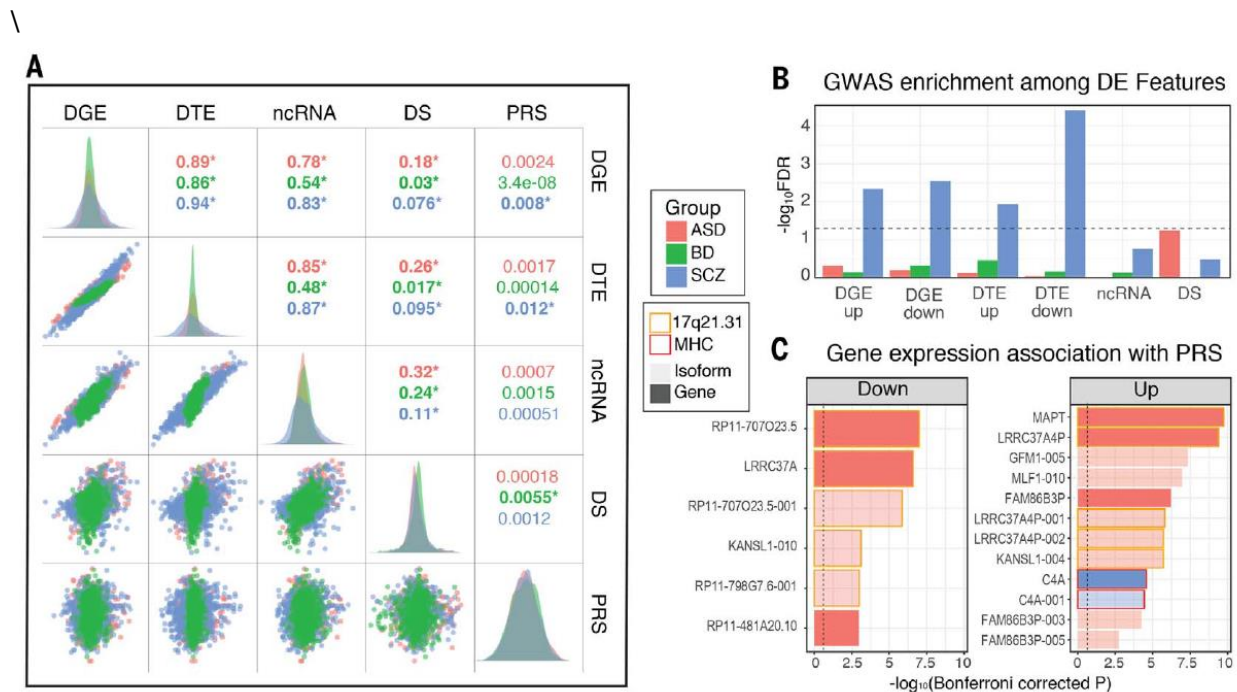 \
A
DGE DTE ncRNA DS PRS
0.89* 0.78* 0.18* 0.0024 DGE
0.86* 0.54* 0.03* 3.4e-08
0.94* 0.83* 0.076* 0.008*
0.85* 0.26* 0.0017 DTE
0.48* 0.017* 0.00014
0.87* 0.095* 0.012*
0.32* 0.0007 ncRNA
0.24* 0.0015
0.11* 0.00051
0.00018 DS
0.0055*
0.0012
PRS
Group
ASD
BD
SCZ
17q21.31
MHC
Isoform
Gene
B GWAS enrichment among DE Features
-log10FDR
4
3
2
1
0
DGE up
DGE down
DTE up
DTE down
ncRNA
DS
C Gene expression association with PRS
Down
RP11-707O23.5
LRRC37A
RP11-707O23.5-001
KANSL1-010
RP11-798G7.6-001
RP11-481A20.10
0 2.5 5 7.5 10
Up
MAPT
LRRC37A4P
GFM1-005
MLF1-010
FAM86B3P
LRRC37A4P-001
LRRC37A4P-002
KANSL1-004
C4A
C4A-001
FAM86B3P-003
FAM86B3P-005
0 2.5 5 7.5 10
-log10(Bonferroni corrected P)